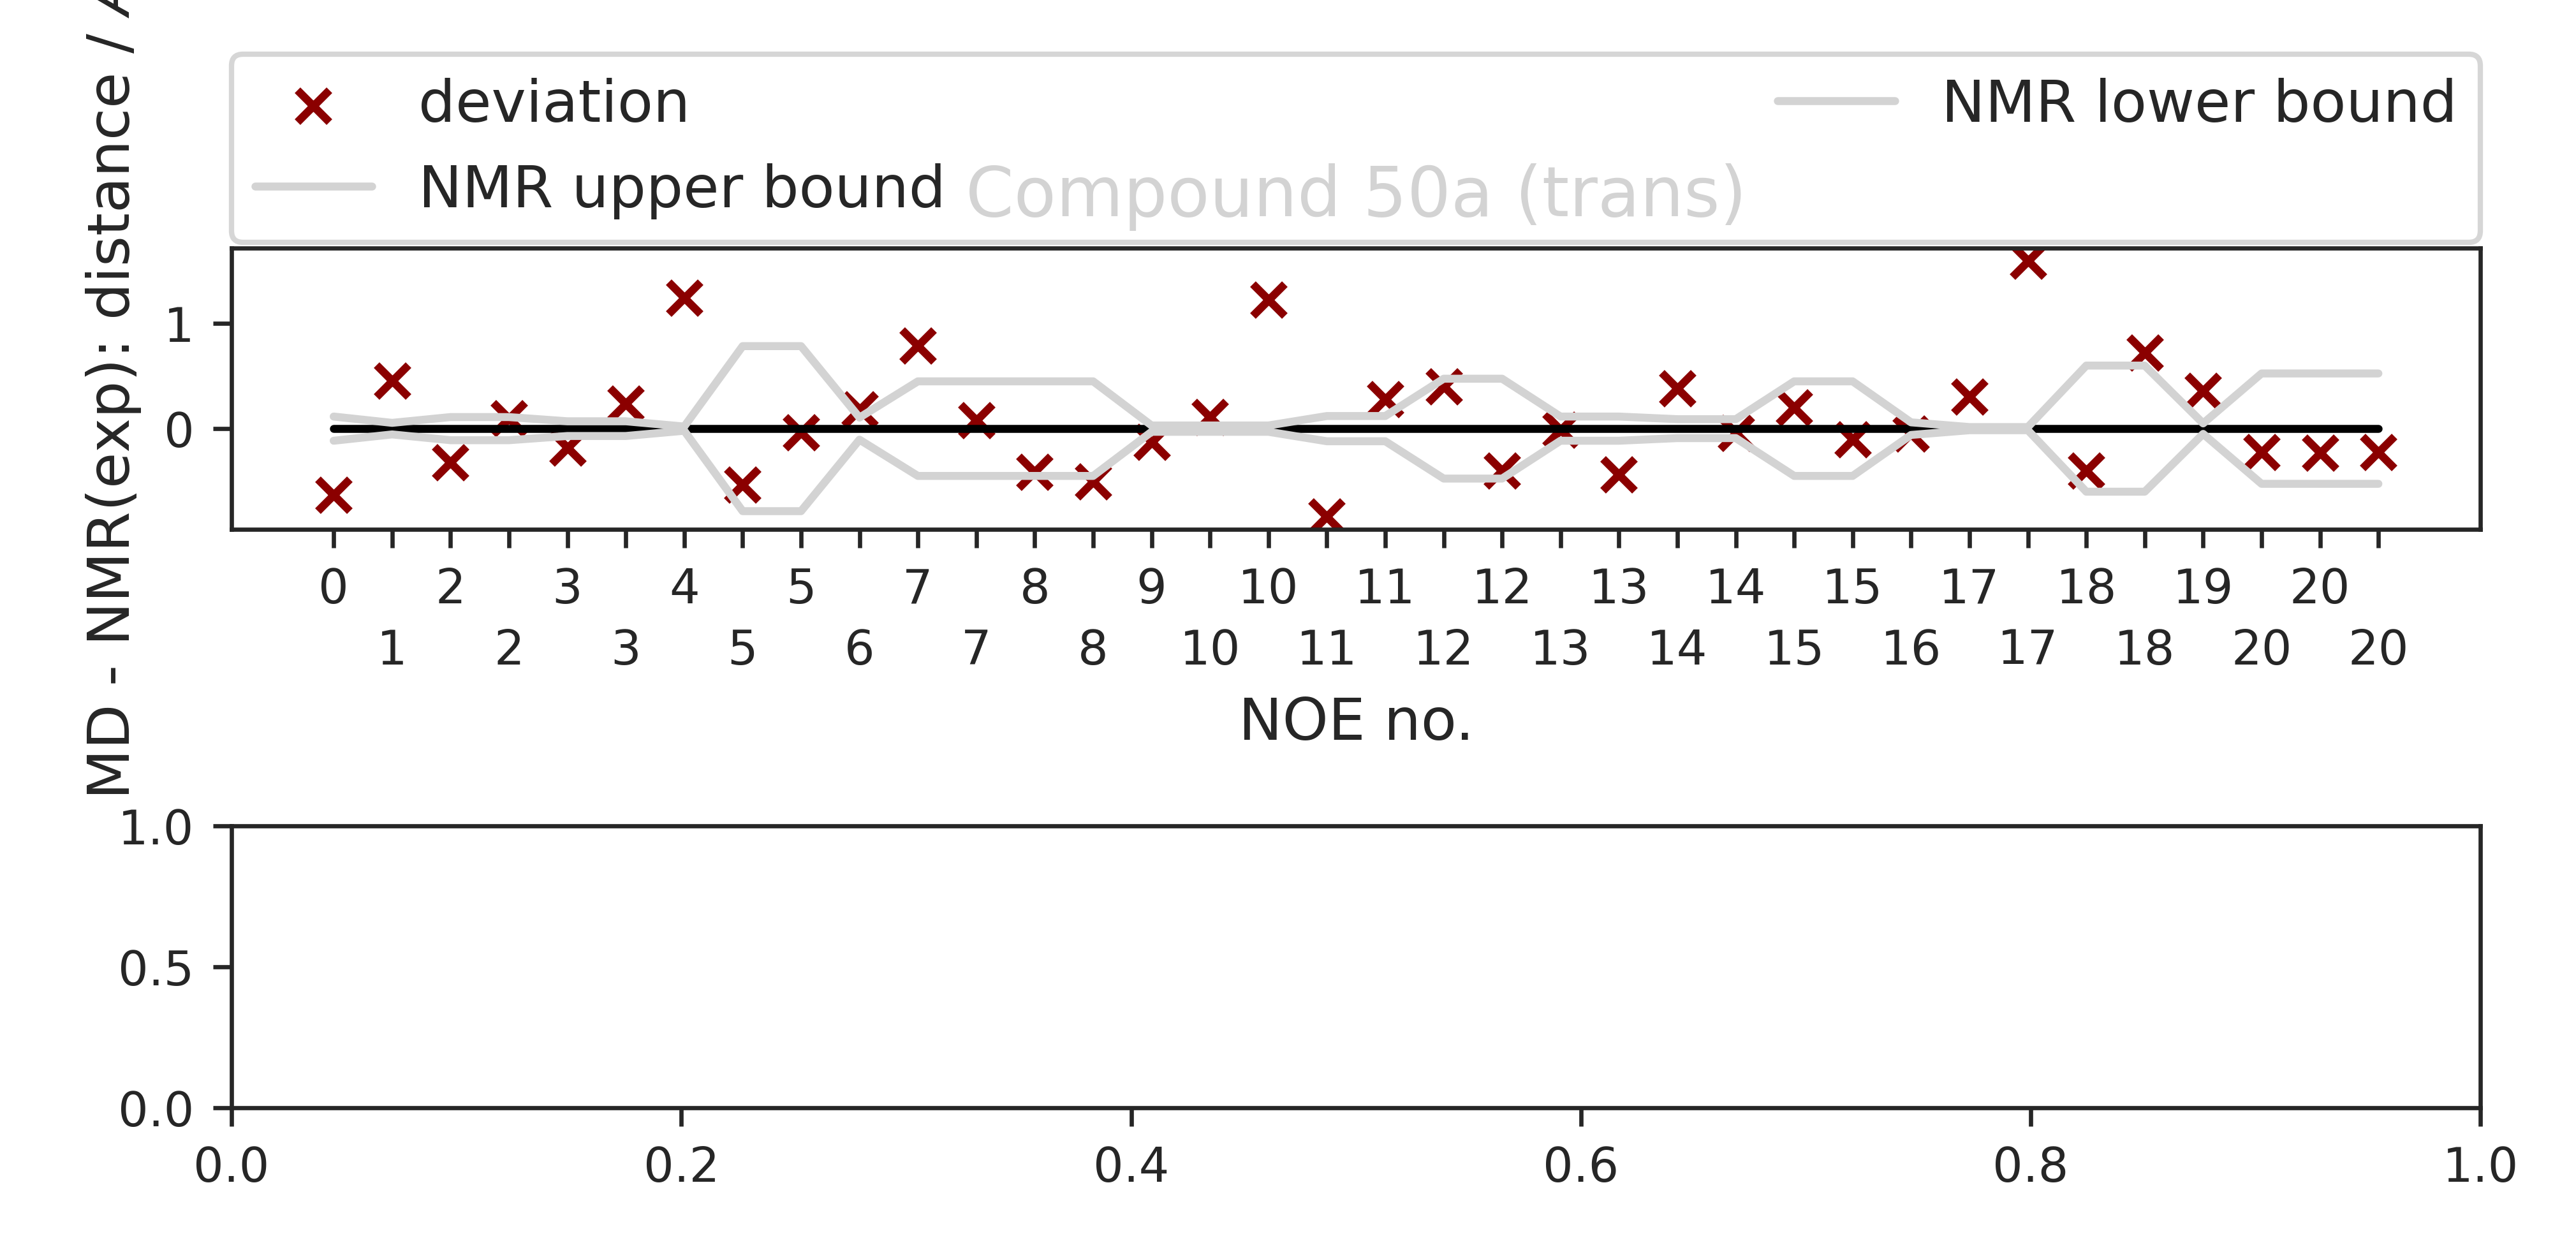 deviation
NMR upper bound
NMR lower bound
Compound 50a (trans)
MD - NMR(exp): distance /
1
0
0 2 3 4 5 7 8 9 10 11 12 13 14 15 17 18 19 20
1 2 3 5 6 7 8 10 11 12 13 14 15 16 17 18 20 20
NOE no.
1.0
0.5
0.0
0.0 0.2 0.4 0.6 0.8 1.0